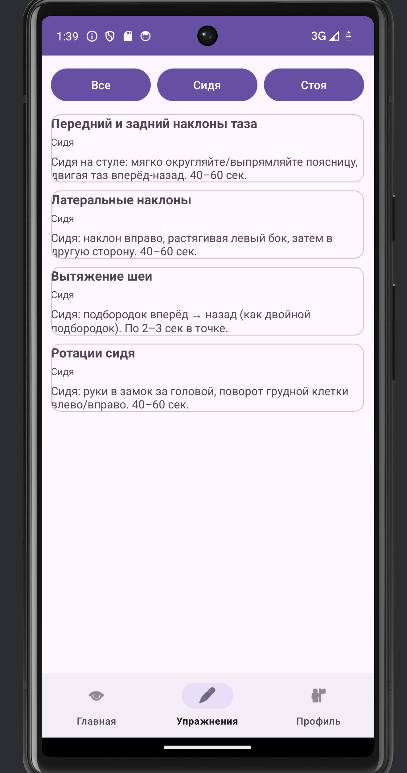 1:39
3G
Все
Сидя
Стоя
Передний и задний наклоны таза
Сидя
Сидя на стуле: мягко округляйте/выпрямляйте поясницу,
двигая таз вперёд-назад. 40–60 сек.
Латеральные наклоны
Сидя
Сидя: наклон вправо, растягивая левый бок, затем в
другую сторону. 40–60 сек.
Вытяжение шеи
Сидя
Сидя: подбородок вперёд → назад (как двойной
подбородок). По 2–3 сек в точке.
Ротации сидя
Сидя
Сидя: руки в замок за головой, поворот грудной клетки
влево/вправо. 40–60 сек.
Главная
Упражнения
Профиль